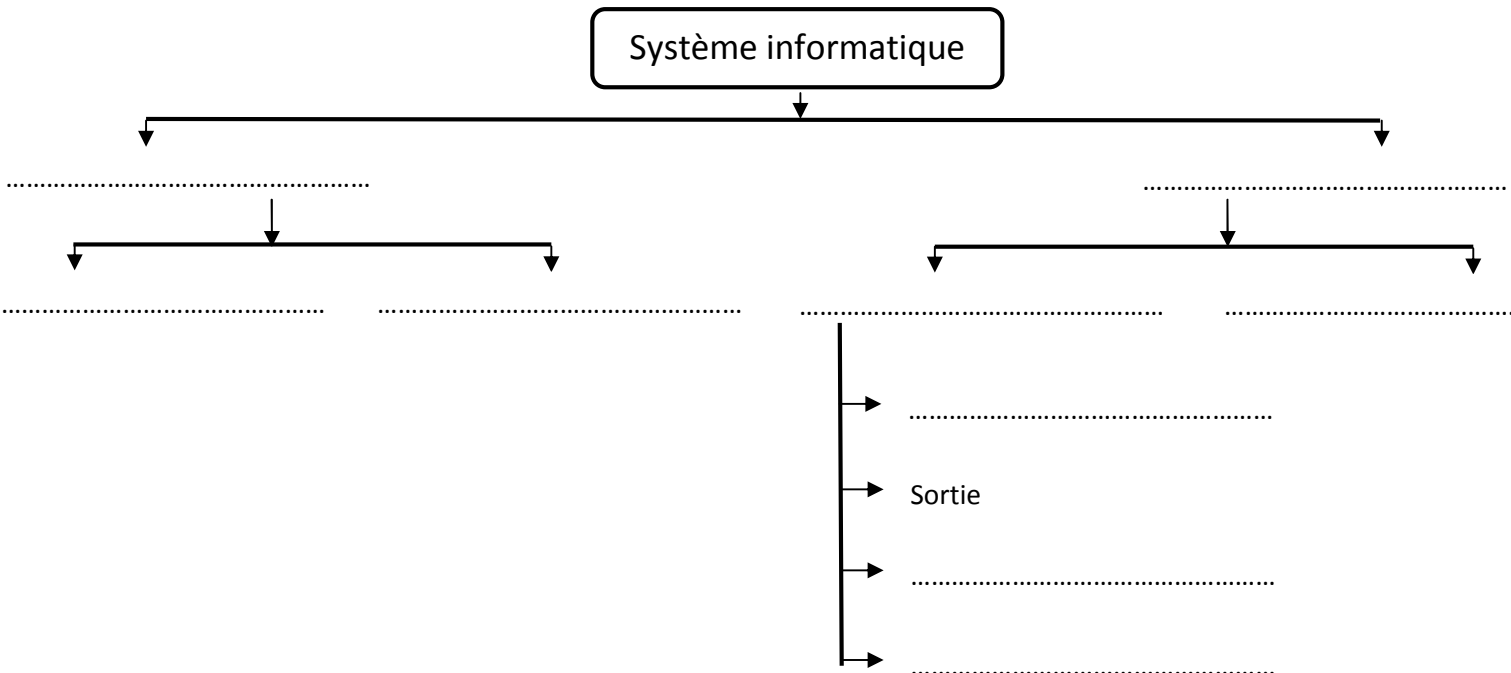 Système informatique
……………………………………………… ………………………………………………
………………………………………… ……………………………………………… ……………………………………………… ……………………………………
………………………………………………
Sortie
………………………………………………
………………………………………………